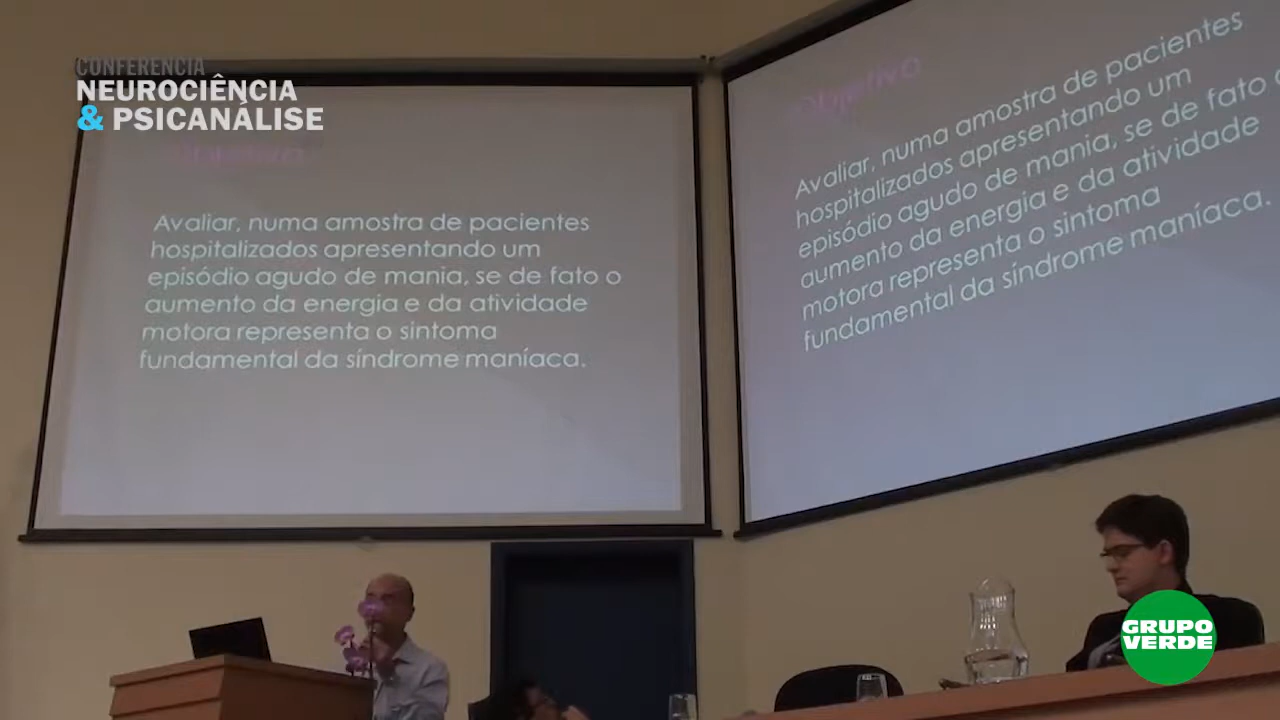 CONFERÊNCIA
NEUROCIÊNCIA
& PSICANÁLISE
Objetivo
Avaliar, numa amostra de pacientes
hospitalizados apresentando um
episódio agudo de mania, se de fato o
aumento da energia e da atividade
motora representa o sintoma
fundamental da síndrome maníaca.
Objetivo
Avaliar, numa amostra de pacientes
hospitalizados apresentando um
episódio agudo de mania, se de fato o
aumento da energia e da atividade
motora representa o sintoma
fundamental da síndrome maníaca.
GRUPO
VERDE